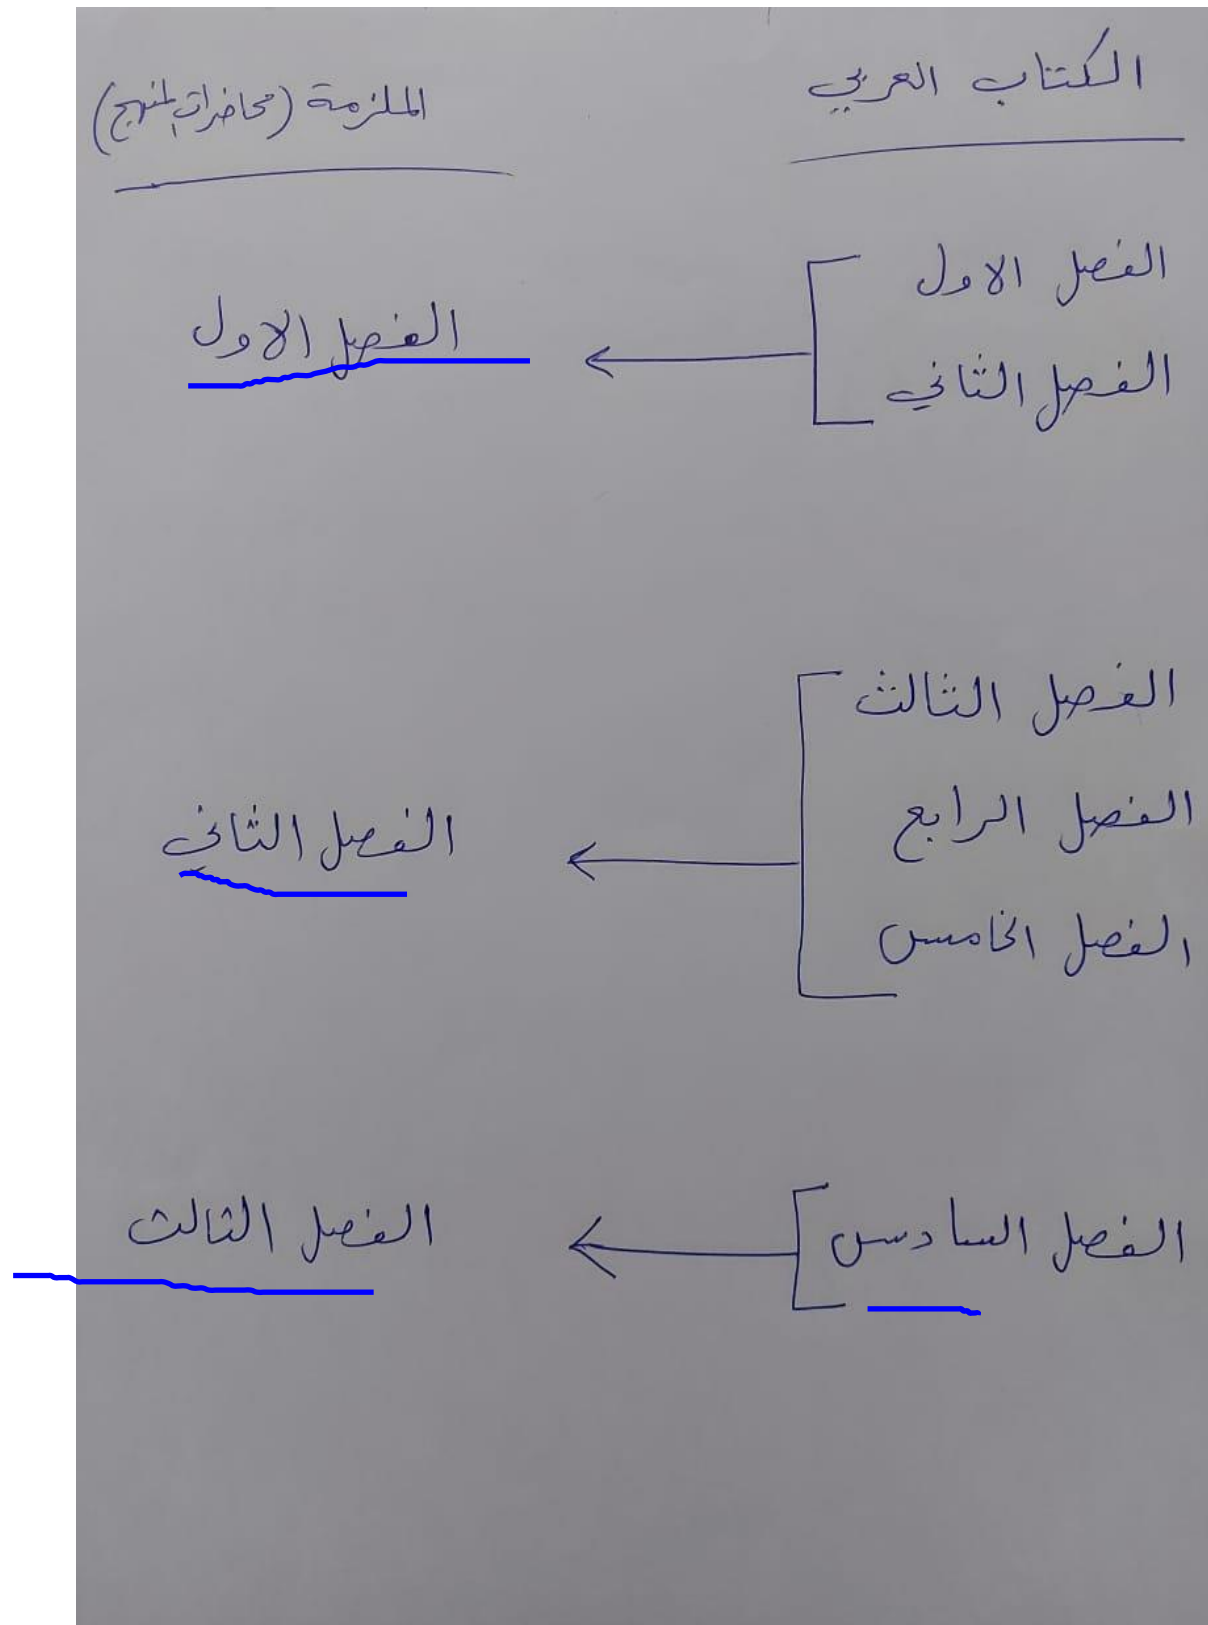 الكتاب العربي
الملزمة (محاضرات المنهج)
الفصل الاول
الفصل الثاني
الفصل الاول
الفصل الثالث
الفصل الرابع
الفصل الخامس
الفصل الثاني
الفصل السادس
الفصل الثالث